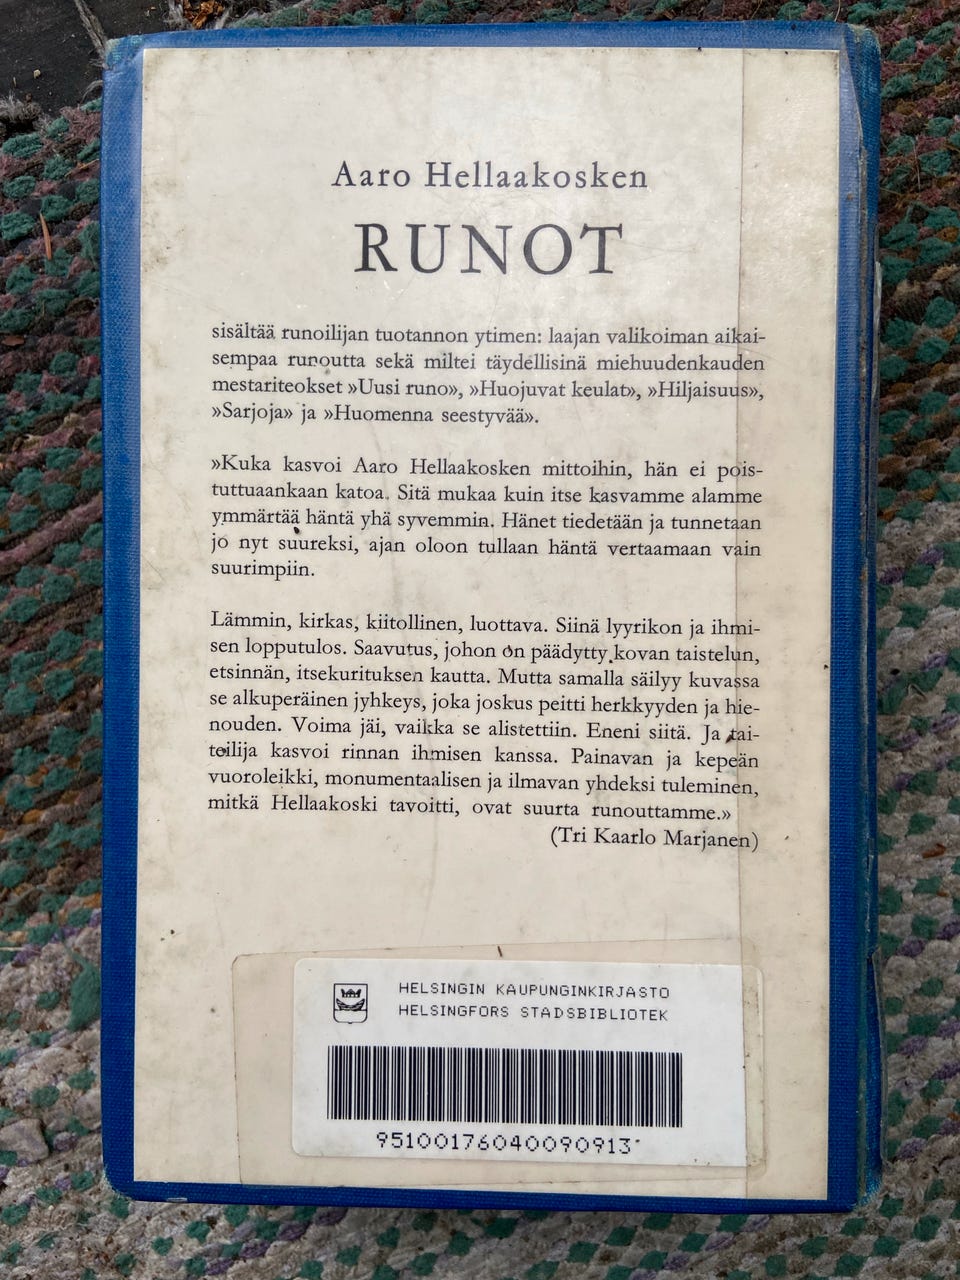 Aaro Hellaakosken
RUNOT
sisältää runoilijan tuotannon ytimen: laajan valikoiman aikai-
sempaa runoutta sekä miltei täydellisinä miehuudenkauden
mestariteokset »Uusi runo», »Huojuvat keulat», »Hiljaisuus»,
»Sarjoja» ja »Huomenna seestyvää».
»Kuka kasvoi Aaro Hellaakosken mittoihin, hän ei pois-
tuttuaankaan katoa. Sitä mukaa kuin itse kasvamme alamme
ymmärtää häntä yhä syvemmin. Hänet tiedetään ja tunnetaan
jo nyt suureksi, ajan oloon tullaan häntä vertaamaan vain
suurimpiin.
Lämmin, kirkas, kiitollinen, luottava. Siinä lyyrikon ja ihmi-
sen lopputulos. Saavutus, johon on päädytty kovan taistelun,
etsinnän, itsekurituksen kautta. Mutta samalla säilyy kuvassa
se alkuperäinen jyhkeys, joka joskus peitti herkkyyden ja hie-
nouden. Voima jäi, vaikka se alistettiin. Eneni siitä. Ja tai-
teilija kasvoi rinnan ihmisen kanssa. Painavan ja kepeän
vuoroleikki, monumentaalisen ja ilmavan yhdeksi tuleminen,
mitkä Hellaakoski tavoitti, ovat suurta runouttamme.»
(Tri Kaarlo Marjanen)
HELSINGIN KAUPUNGINKIRJASTO
HELSINGFORS STADSBIBLIOTEK
95100176040090913*